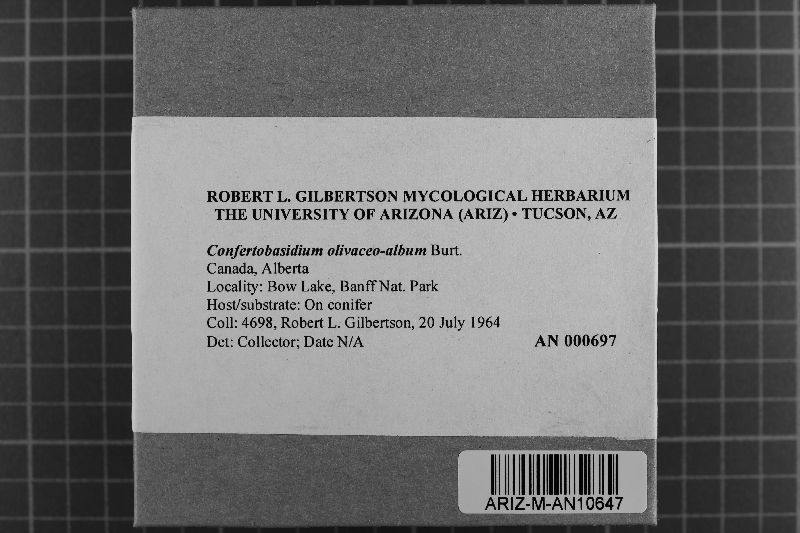 ROBERT L. GILBERTSON MYCOLOGICAL HERBARIUM
THE UNIVERSITY OF ARIZONA (ARIZ) • TUCSON, AZ
Confertobasidium olivaceo-album Burt.
Canada, Alberta
Locality: Bow Lake, Banff Nat. Park
Host/substrate: On conifer
Coll: 4698, Robert L. Gilbertson, 20 July 1964
Det: Collector; Date N/A
AN 000697
ARIZ-M-AN10647